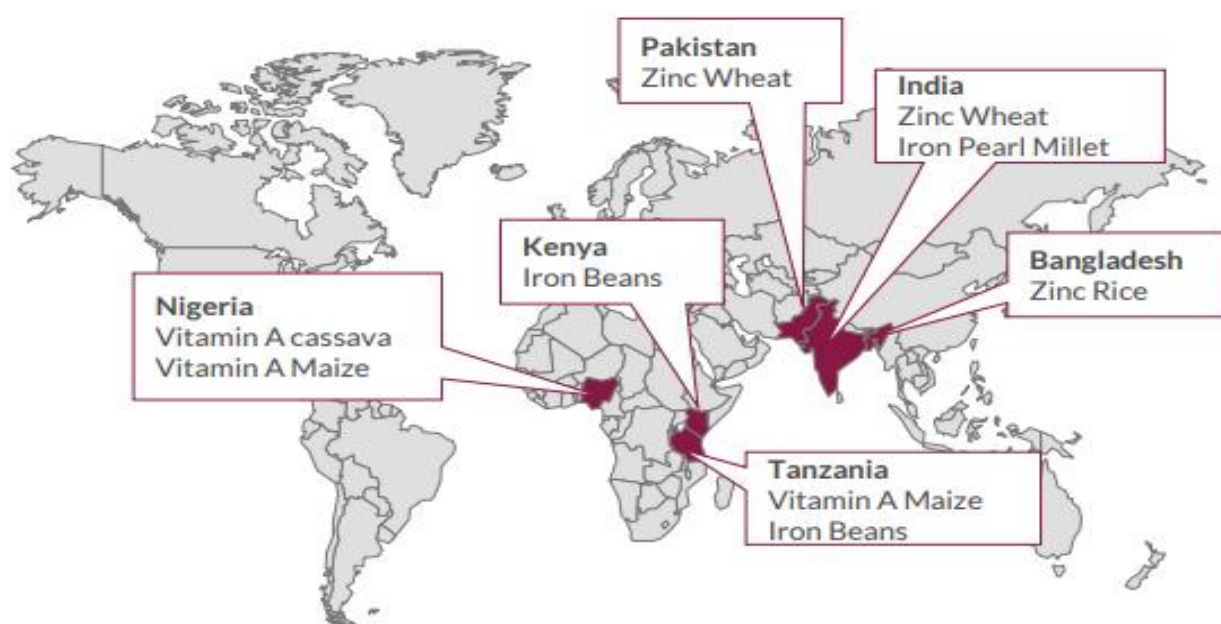 Pakistan
Zinc Wheat
India
Zinc Wheat
Iron Pearl Millet
Kenya
Iron Beans
Bangladesh
Zinc Rice
Nigeria
Vitamin A cassava
Vitamin A Maize
Tanzania
Vitamin A Maize
Iron Beans